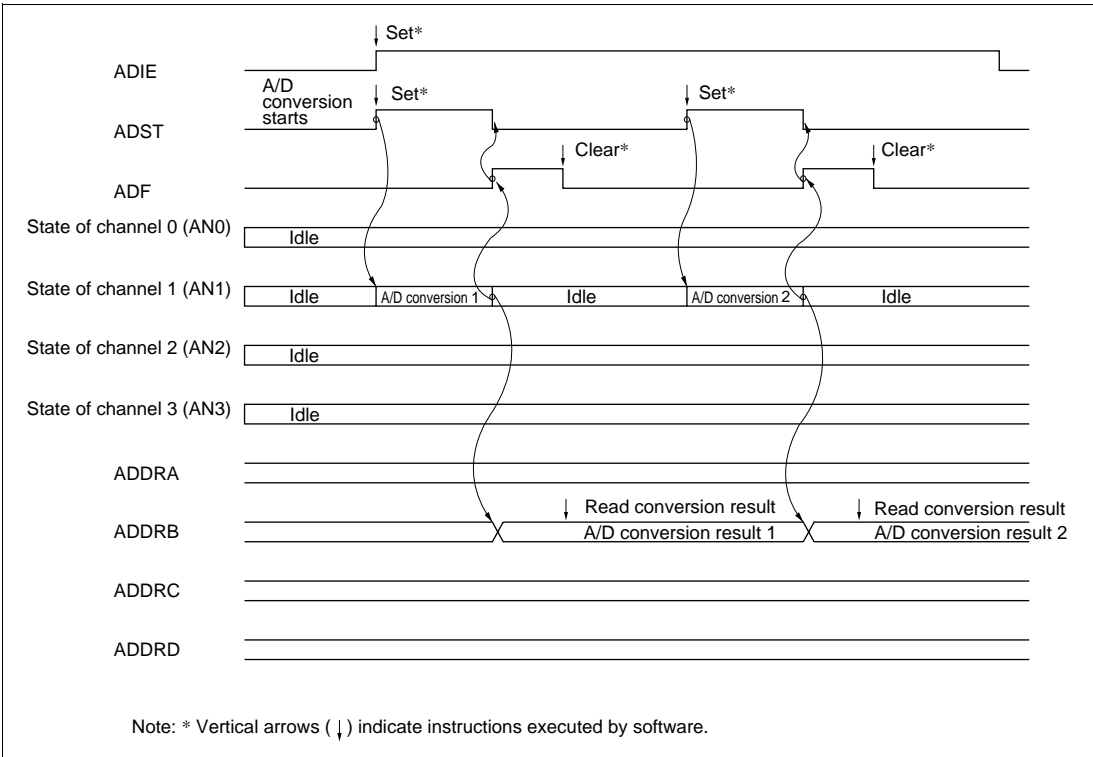 Set*
ADIE
A/D
conversion
starts
Set*
Set*
ADST
Clear*
Clear*
ADF
State of channel 0 (AN0)
Idle
State of channel 1 (AN1)
Idle
A/D conversion 1
Idle
A/D conversion 2
Idle
State of channel 2 (AN2)
Idle
State of channel 3 (AN3)
Idle
ADDRA
Read conversion result
Read conversion result
ADDRB
A/D conversion result 1
A/D conversion result 2
ADDRC
ADDRD
Note: * Vertical arrows (↓) indicate instructions executed by software.